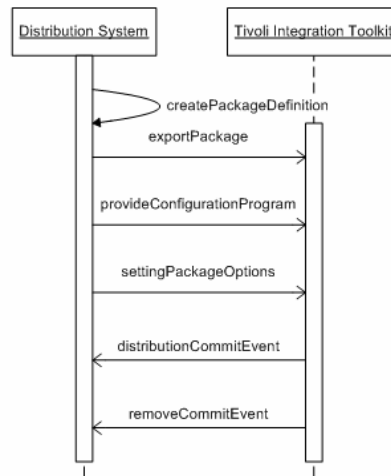 Distribution System
Tivoli Integration Toolkit
createPackageDefinition
exportPackage
provideConfigurationProgram
settingPackageOptions
distributionCommitEvent
removeCommitEvent